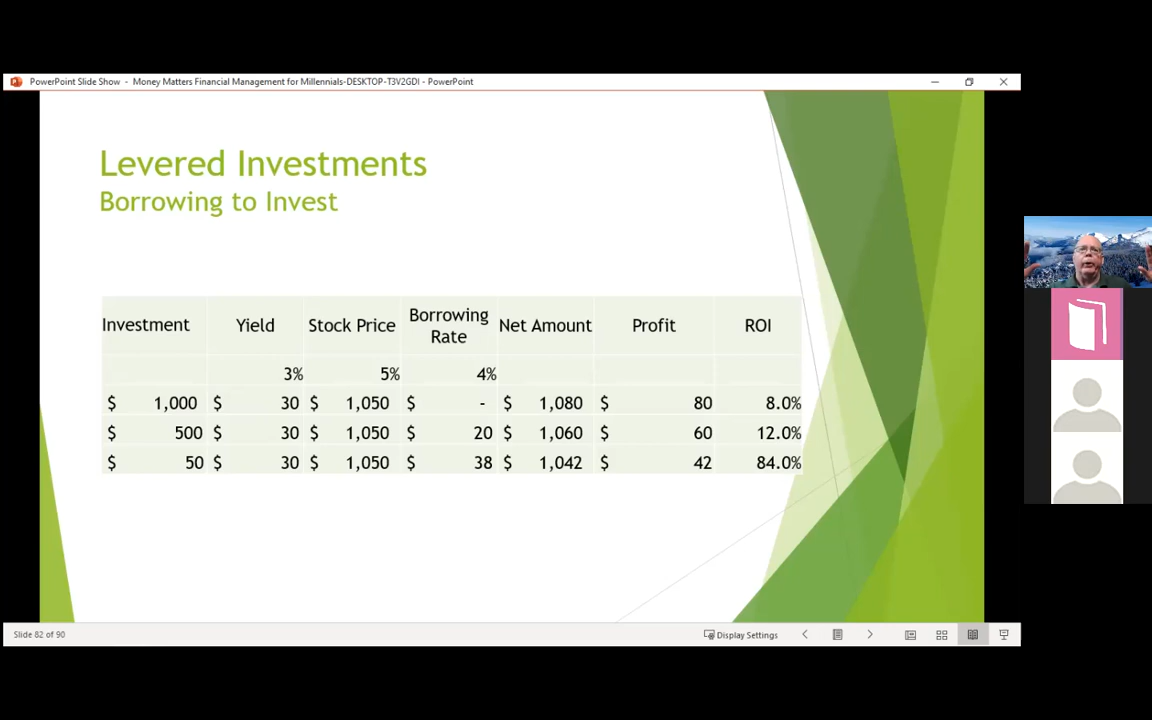 PowerPoint Slide Show - Money Matters Financial Management for Millennials-DESKTOP-T3V2GDI - PowerPoint
Levered Investments
Borrowing to Invest
Investment Yield Stock Price Borrowing Rate Net Amount Profit ROI
3% 5% 4%
$ 1,000 $ 30 $ 1,050 $ - $ 1,080 $ 80 8.0%
$ 500 $ 30 $ 1,050 $ 20 $ 1,060 $ 60 12.0%
$ 50 $ 30 $ 1,050 $ 38 $ 1,042 $ 42 84.0%
Slide 82 of 90
Display Settings